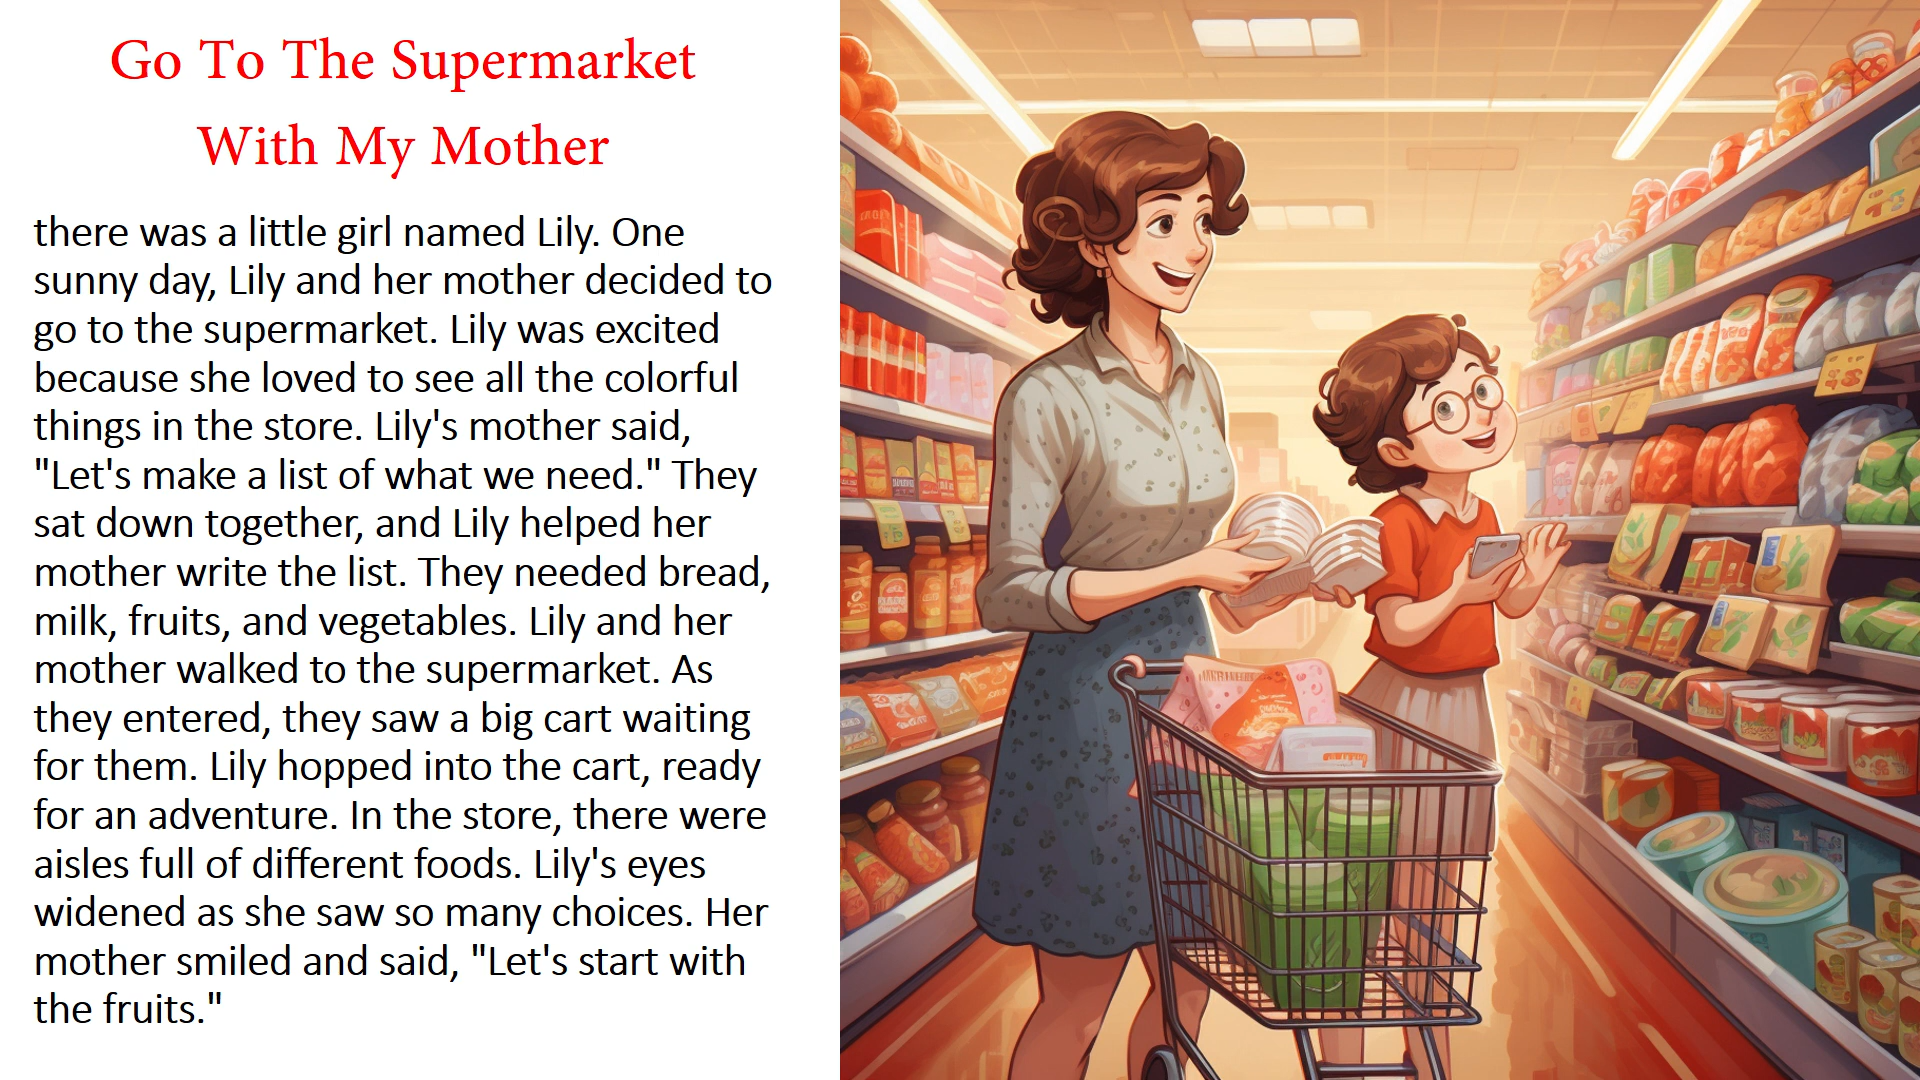 Go To The Supermarket
With My Mother
there was a little girl named Lily. One
sunny day, Lily and her mother decided to
go to the supermarket. Lily was excited
because she loved to see all the colorful
things in the store. Lily's mother said,
"Let's make a list of what we need." They
sat down together, and Lily helped her
mother write the list. They needed bread,
milk, fruits, and vegetables. Lily and her
mother walked to the supermarket. As
they entered, they saw a big cart waiting
for them. Lily hopped into the cart, ready
for an adventure. In the store, there were
aisles full of different foods. Lily's eyes
widened as she saw so many choices. Her
mother smiled and said, "Let's start with
the fruits."